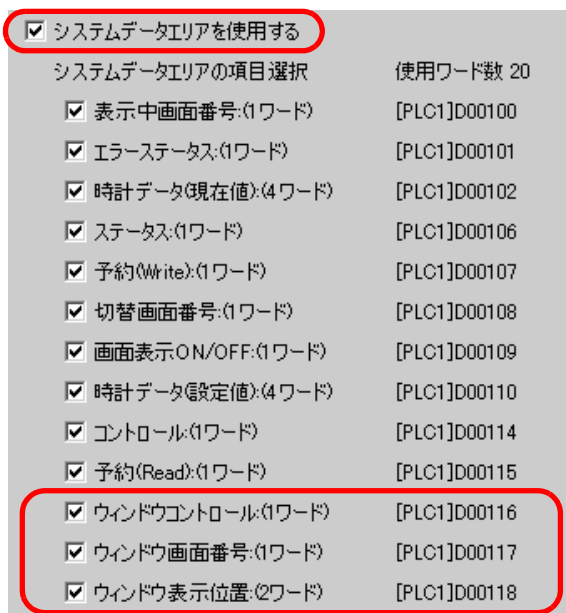 システムデータエリアを使用する
システムデータエリアの項目選択 使用ワード数 20
表示中画面番号:(1ワード) [PLC1]D00100
エラーステータス:(1ワード) [PLC1]D00101
時計データ(現在値):(4ワード) [PLC1]D00102
ステータス:(1ワード) [PLC1]D00106
予約(Write):(1ワード) [PLC1]D00107
切替画面番号:(1ワード) [PLC1]D00108
画面表示ON/OFF:(1ワード) [PLC1]D00109
時計データ(設定値):(4ワード) [PLC1]D00110
コントロール:(1ワード) [PLC1]D00114
予約(Read):(1ワード) [PLC1]D00115
ウィンドウコントロール:(1ワード) [PLC1]D00116
ウィンドウ画面番号:(1ワード) [PLC1]D00117
ウィンドウ表示位置:(2ワード) [PLC1]D00118